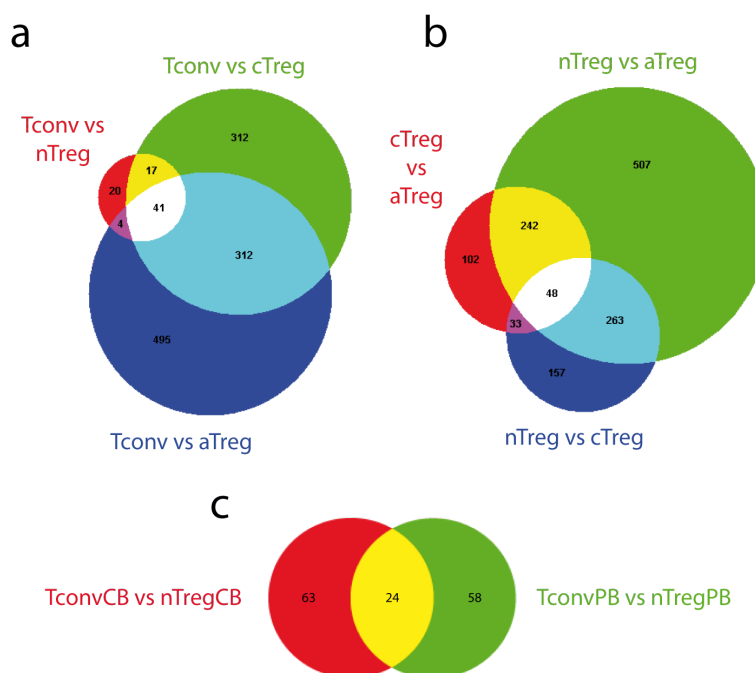 a
b
Tconv vs cTreg
nTreg vs aTreg
Tconv vs
nTreg
cTreg
vs
aTreg
312
507
17
20
41
4
242
102
312
48
33
263
495
157
Tconv vs aTreg
nTreg vs cTreg
c
TconvCB vs nTregCB
63
24
58
TconvPB vs nTregPB